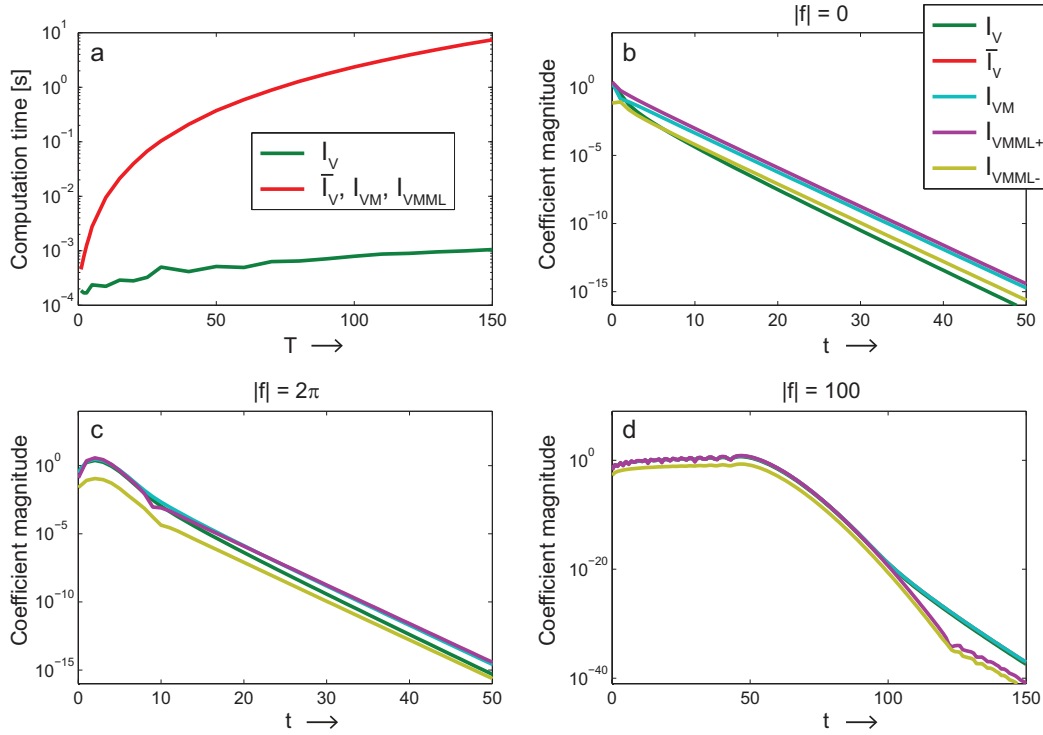 a
Computation time [s]
10^1
10^0
10^-1
10^-2
10^-3
10^-4
I_V
Ī_V, I_VM, I_VMML
0
50
100
150
T →
|f| = 0
b
Coefficient magnitude
10^0
10^-5
10^-10
10^-15
0
10
20
30
40
50
t →
I_V
Ī_V
I_VM
I_VMML+
I_VMML-
|f| = 2π
c
Coefficient magnitude
10^0
10^-5
10^-10
10^-15
0
10
20
30
40
50
t →
|f| = 100
d
Coefficient magnitude
10^0
10^-20
10^-40
0
50
100
150
t →